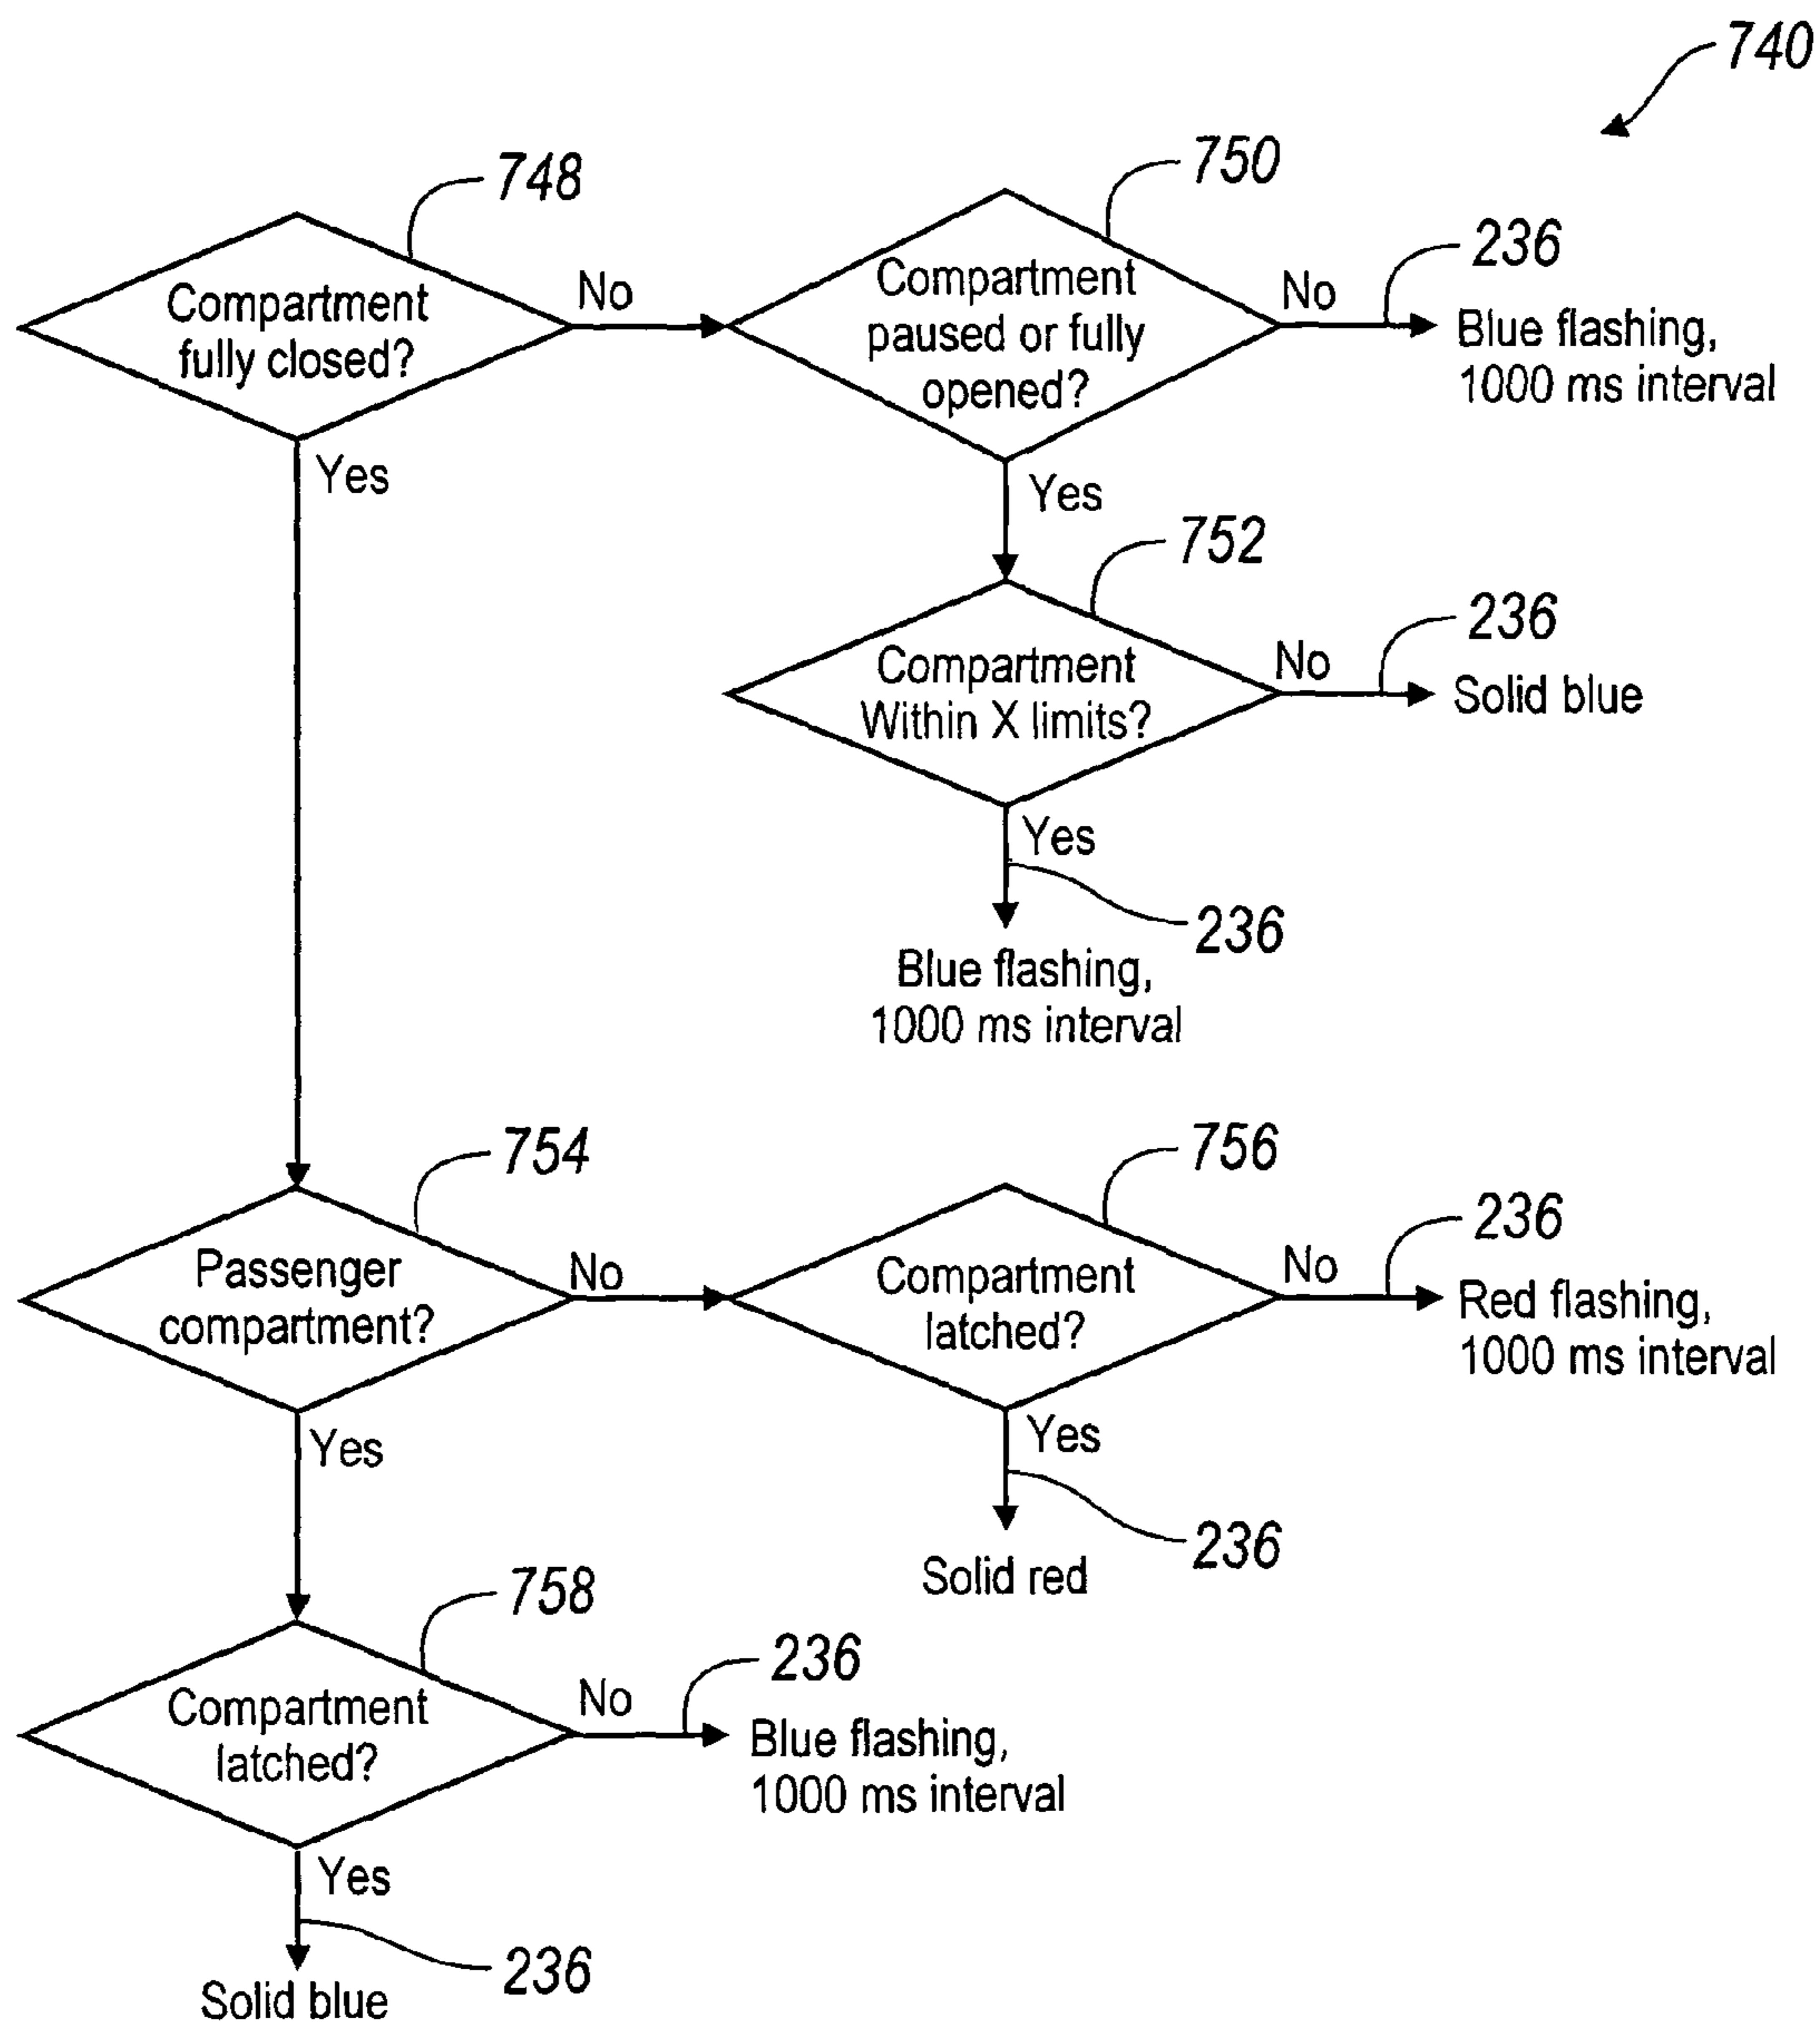 740
748
750
Compartment
fully closed?
No
Compartment
paused or fully
opened?
No
236
Blue flashing,
1000 ms interval
Yes
Yes
752
Compartment
Within X limits?
No
236
Solid blue
Yes
236
Blue flashing,
1000 ms interval
754
Passenger
compartment?
No
756
Compartment
latched?
No
236
Red flashing,
1000 ms interval
Yes
Yes
236
Solid red
758
Compartment
latched?
No
236
Blue flashing,
1000 ms interval
Yes
236
Solid blue